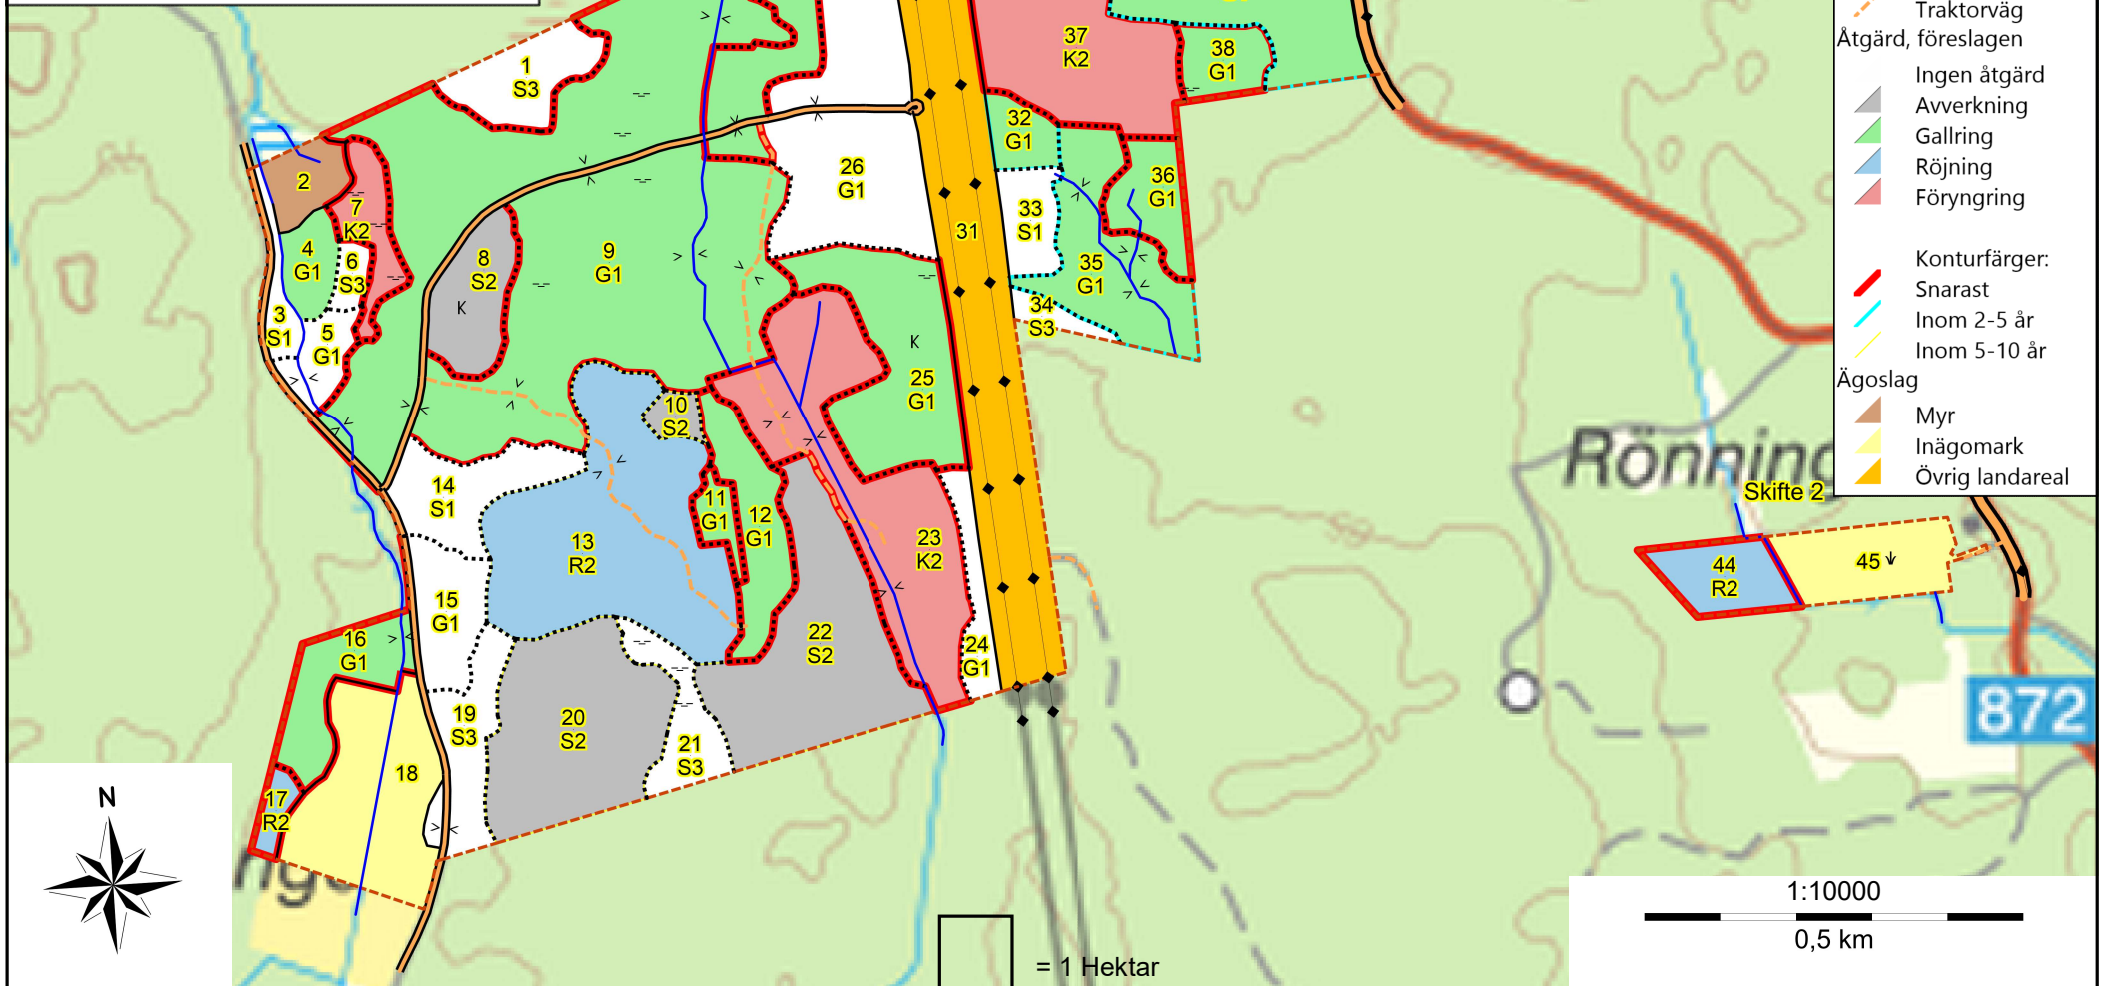 Traktorväg
Åtgärd, föreslagen
Ingen åtgärd
Avverkning
Gallring
Röjning
Föryngring
Konturfärger:
Snarast
Inom 2-5 år
Inom 5-10 år
Ägoslag
Myr
Inägomark
Övrig landareal
1
S3
2
3
S1
4
G1
5
G1
6
S3
7
K2
8
S2
K
9
G1
10
S2
11
G1
12
G1
13
R2
14
S1
15
G1
16
G1
17
R2
18
19
S3
20
S2
21
S3
22
S2
23
K2
24
G1
K
25
G1
26
G1
31
32
G1
33
S1
34
S3
35
G1
36
G1
37
K2
38
G1
Rönning
Skifte 2
44
R2
45
872
N
= 1 Hektar
1:10000
0,5 km